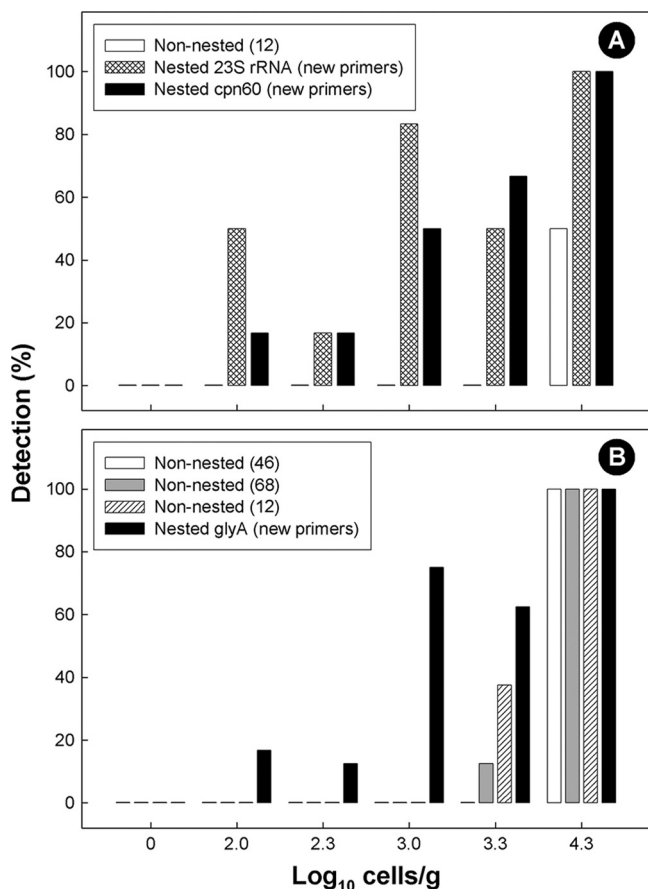 A
Non-nested (12)
Nested 23S rRNA (new primers)
Nested cpn60 (new primers)
100
80
60
40
20
0
Detection (%)
B
Non-nested (46)
Non-nested (68)
Non-nested (12)
Nested glyA (new primers)
100
80
60
40
20
0
0 2.0 2.3 3.0 3.3 4.3
Log10 cells/g